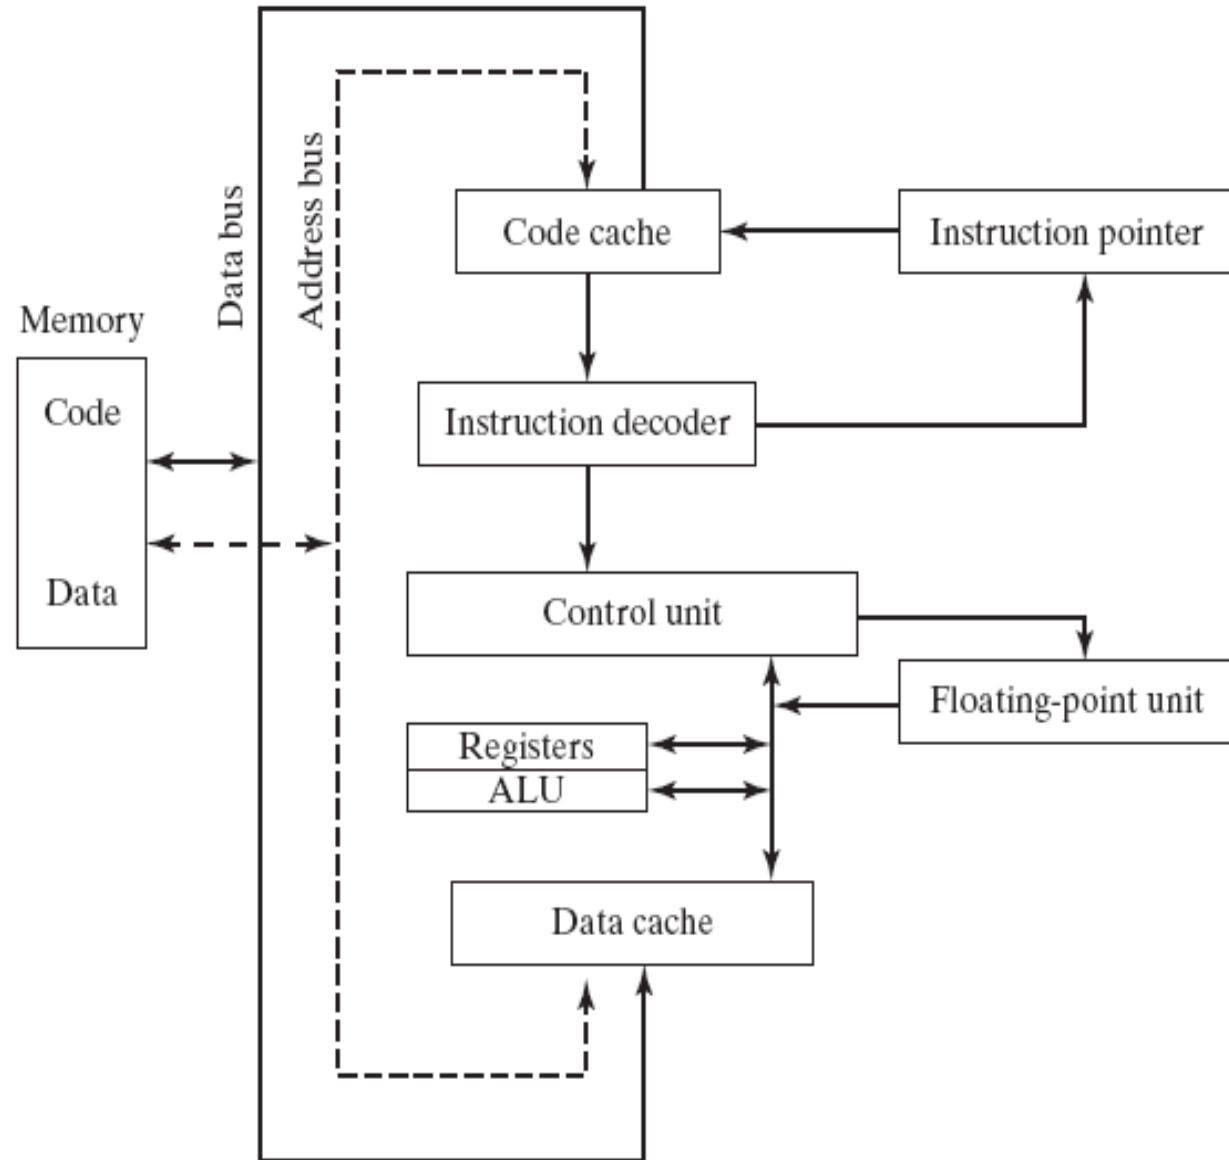 Data bus
Address bus
Code cache
Instruction pointer
Memory
Code
Data
Instruction decoder
Control unit
Floating-point unit
Registers
ALU
Data cache